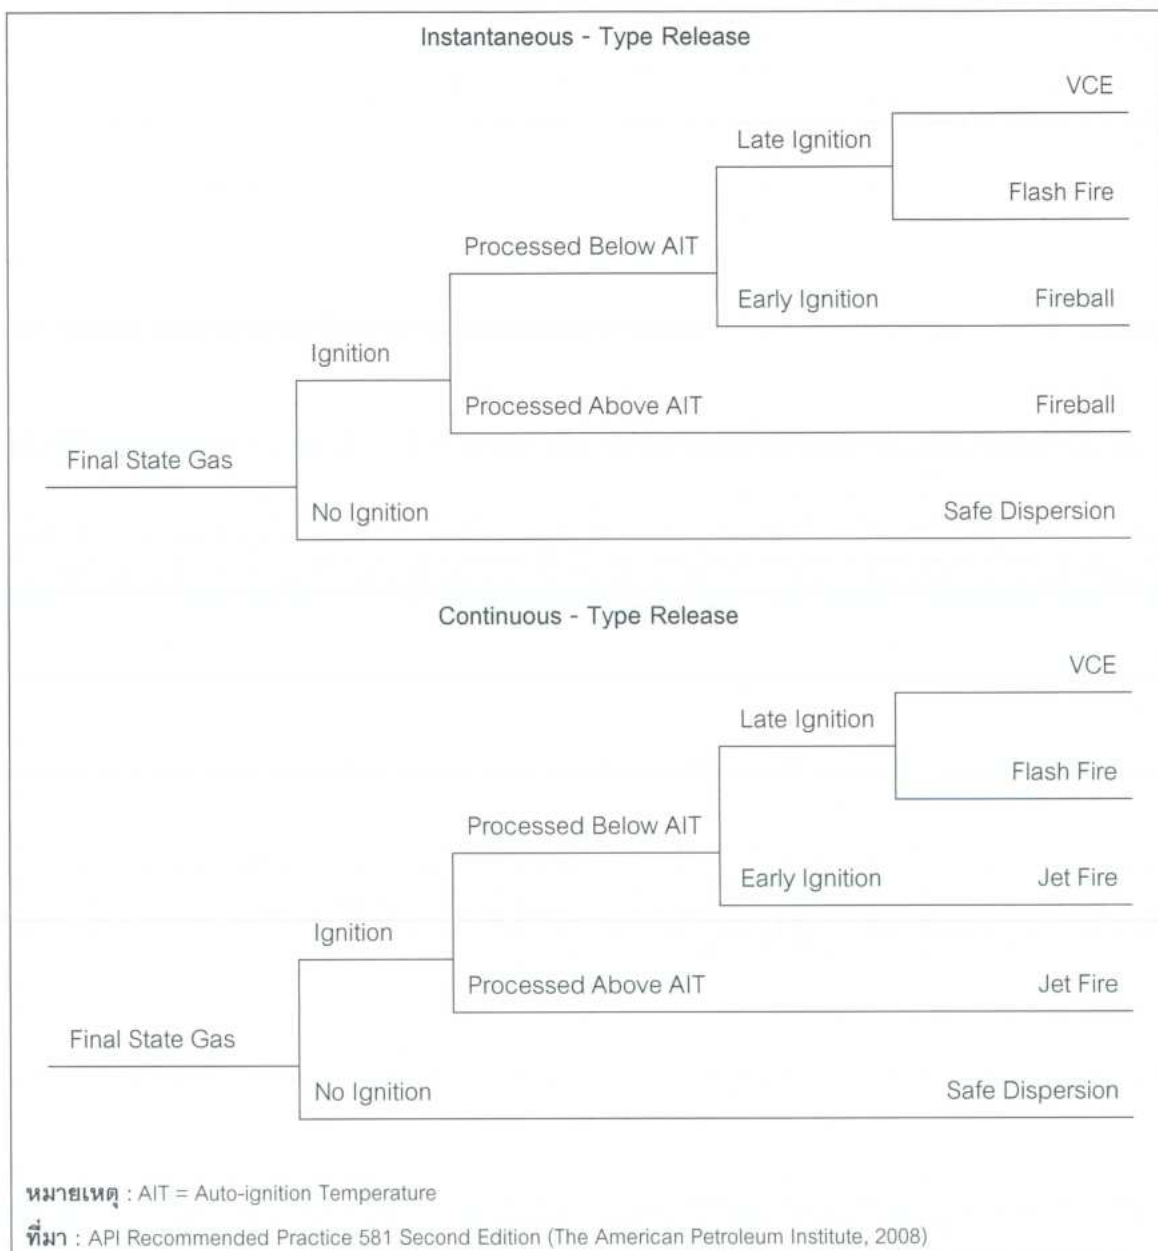 Instantaneous - Type Release
VCE
Late Ignition
Flash Fire
Processed Below AIT
Early Ignition Fireball
Ignition
Processed Above AIT Fireball
Final State Gas
No Ignition Safe Dispersion
Continuous - Type Release
VCE
Late Ignition
Flash Fire
Processed Below AIT
Early Ignition Jet Fire
Ignition
Processed Above AIT Jet Fire
Final State Gas
No Ignition Safe Dispersion
หมายเหตุ : AIT = Auto-ignition Temperature
ที่มา : API Recommended Practice 581 Second Edition (The American Petroleum Institute, 2008)